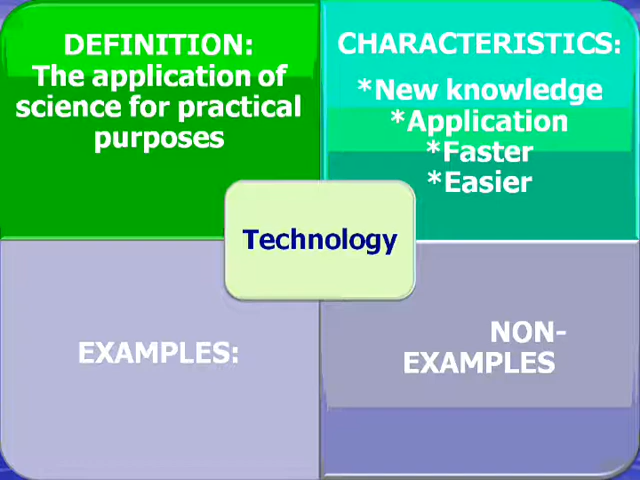 DEFINITION:
The application of
science for practical
purposes
CHARACTERISTICS:
*New knowledge
*Application
*Faster
*Easier
Technology
EXAMPLES:
NON-
EXAMPLES